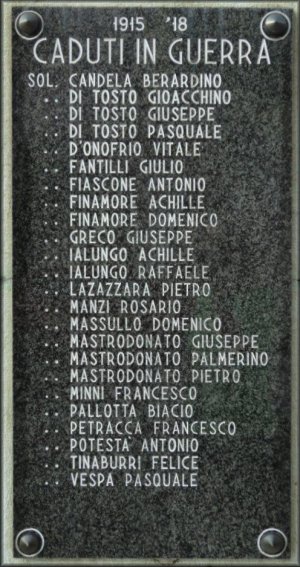 1915 '18
CADUTI IN GUERRA
SOL. CANDELA BERARDINO
.. DI TOSTO GIOACCHINO
.. DI TOSTO GIUSEPPE
.. DI TOSTO PASQUALE
.. D'ONOFRIO VITALE
.. FANTILLI GIULIO
.. FIASCONE ANTONIO
.. FINAMORE ACHILLE
.. FINAMORE DOMENICO
.. GRECO GIUSEPPE
.. IALUNGO ACHILLE
.. IALUNGO RAFFAELE
.. LAZAZZARA PIETRO
.. MANZI ROSARIO
.. MASSULLO DOMENICO
.. MASTRODONATO GIUSEPPE
.. MASTRODONATO PALMERINO
.. MASTRODONATO PIETRO
.. MINNI FRANCESCO
.. PALLOTTA BIACIO
.. PETRACCA FRANCESCO
.. POTESTA' ANTONIO
.. TINABURRI FELICE
.. VESPA PASQUALE